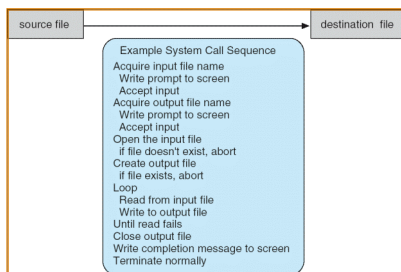 source file
destination file
Example System Call Sequence
Acquire input file name
Write prompt to screen
Accept input
Acquire output file name
Write prompt to screen
Accept input
Open the input file
if file doesn't exist, abort
Create output file
if file exists, abort
Loop
Read from input file
Write to output file
Until read fails
Close output file
Write completion message to screen
Terminate normally